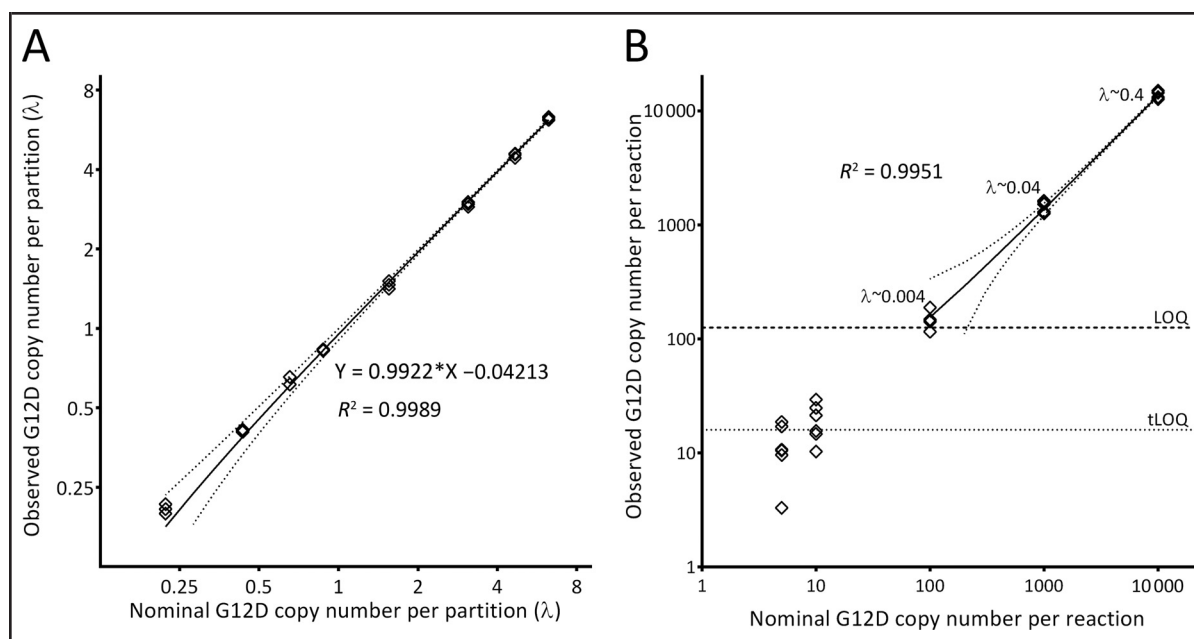 A
Observed G12D copy number per partition (λ)
8
4
2
1
0.5
0.25
Y = 0.9922*X −0.04213
R² = 0.9989
0.25 0.5 1 2 4 8
Nominal G12D copy number per partition (λ)
B
Observed G12D copy number per reaction
10 000
1000
100
10
1
λ~0.4
R² = 0.9951
λ~0.04
λ~0.004
LOQ
tLOQ
1 10 100 1000 10 000
Nominal G12D copy number per reaction